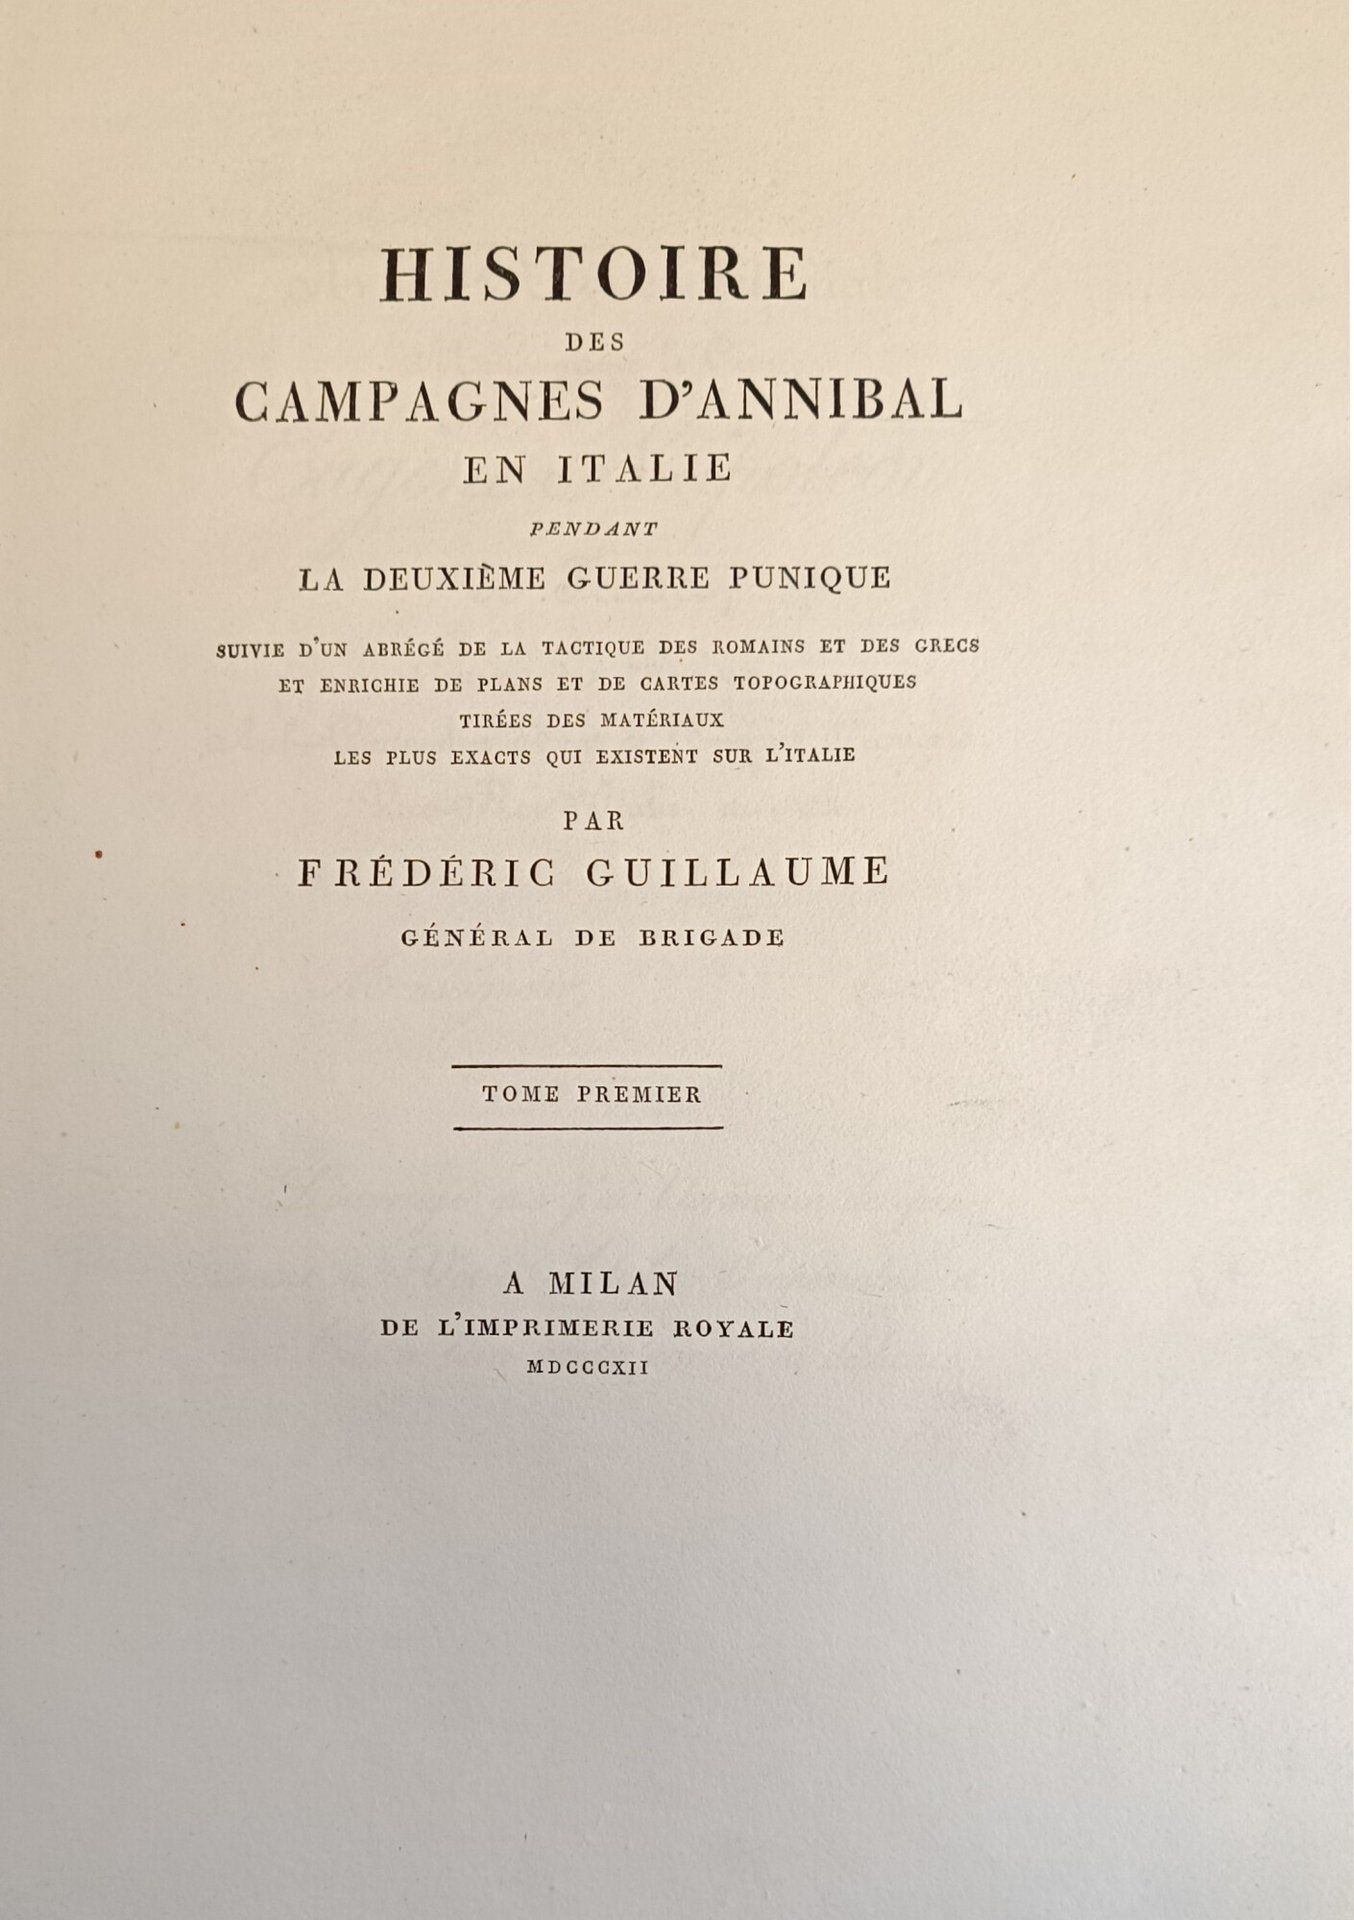 HISTOIRE
DES
CAMPAGNES D'ANNIBAL
EN ITALIE
PENDANT
LA DEUXIÈME GUERRE PUNIQUE
SUIVIE D'UN ABRÉGÉ DE LA TACTIQUE DES ROMAINS ET DES GRECS
ET ENRICHIE DE PLANS ET DE CARTES TOPOGRAPHIQUES
TIRÉES DES MATÉRIAUX
LES PLUS EXACTS QUI EXISTENT SUR L'ITALIE
PAR
FRÉDÉRIC GUILLAUME
GÉNÉRAL DE BRIGADE
TOME PREMIER
A MILAN
DE L'IMPRIMERIE ROYALE
MDCCCXII